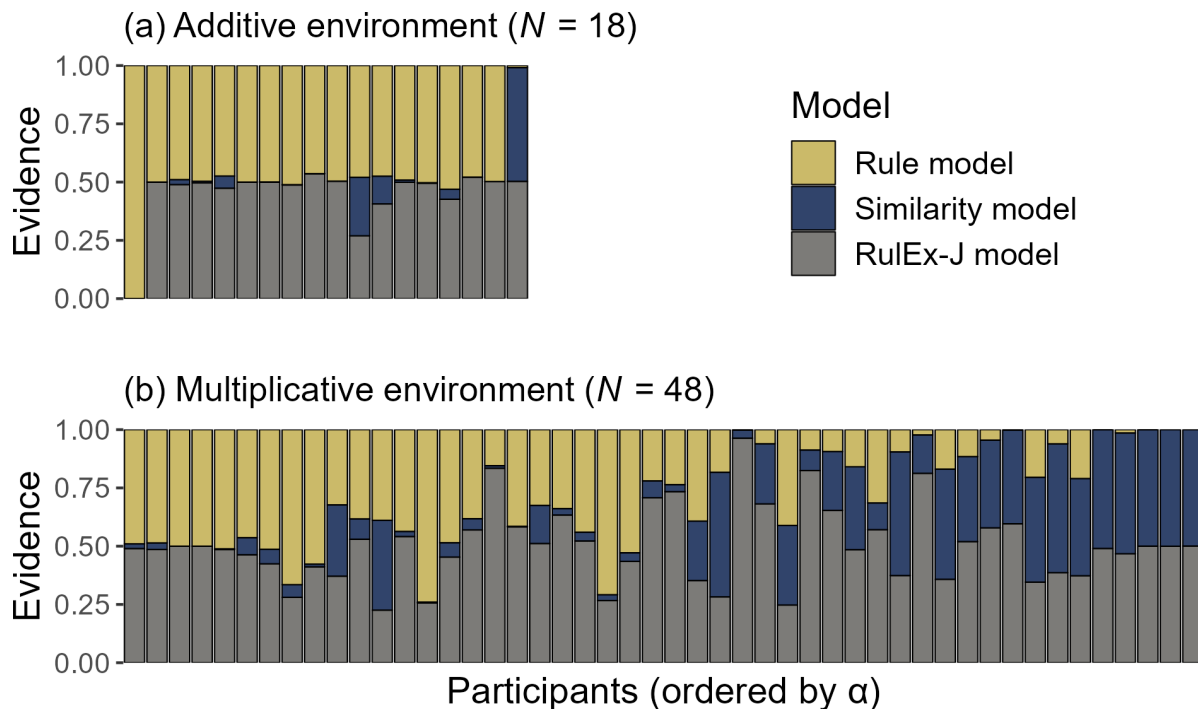 (a) Additive environment (N = 18)
1.00
0.75
0.50
0.25
0.00
Evidence
Model
Rule model
Similarity model
RulEx-J model
(b) Multiplicative environment (N = 48)
1.00
0.75
0.50
0.25
0.00
Evidence
Participants (ordered by α)